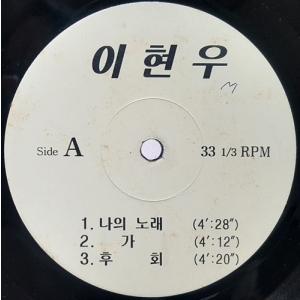 이현우
Side A 33 1/3 RPM
1. 나의 노래 (4':28")
2. 가 (4':12")
3. 후 회 (4':20")